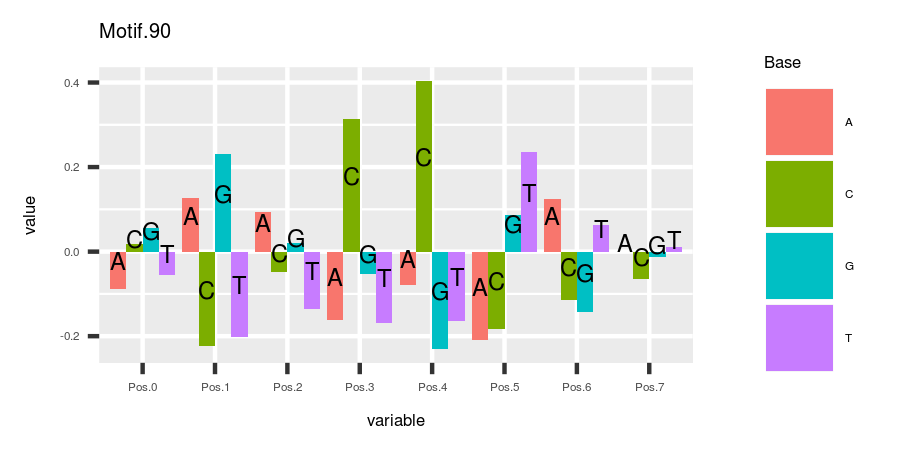 Motif.90
Base
A
C
G
T
value
0.4
0.2
0.0
-0.2
A C G T A C G T A C G T A C G T A C G T A C G T A C G T A C G T
Pos.0 Pos.1 Pos.2 Pos.3 Pos.4 Pos.5 Pos.6 Pos.7
variable